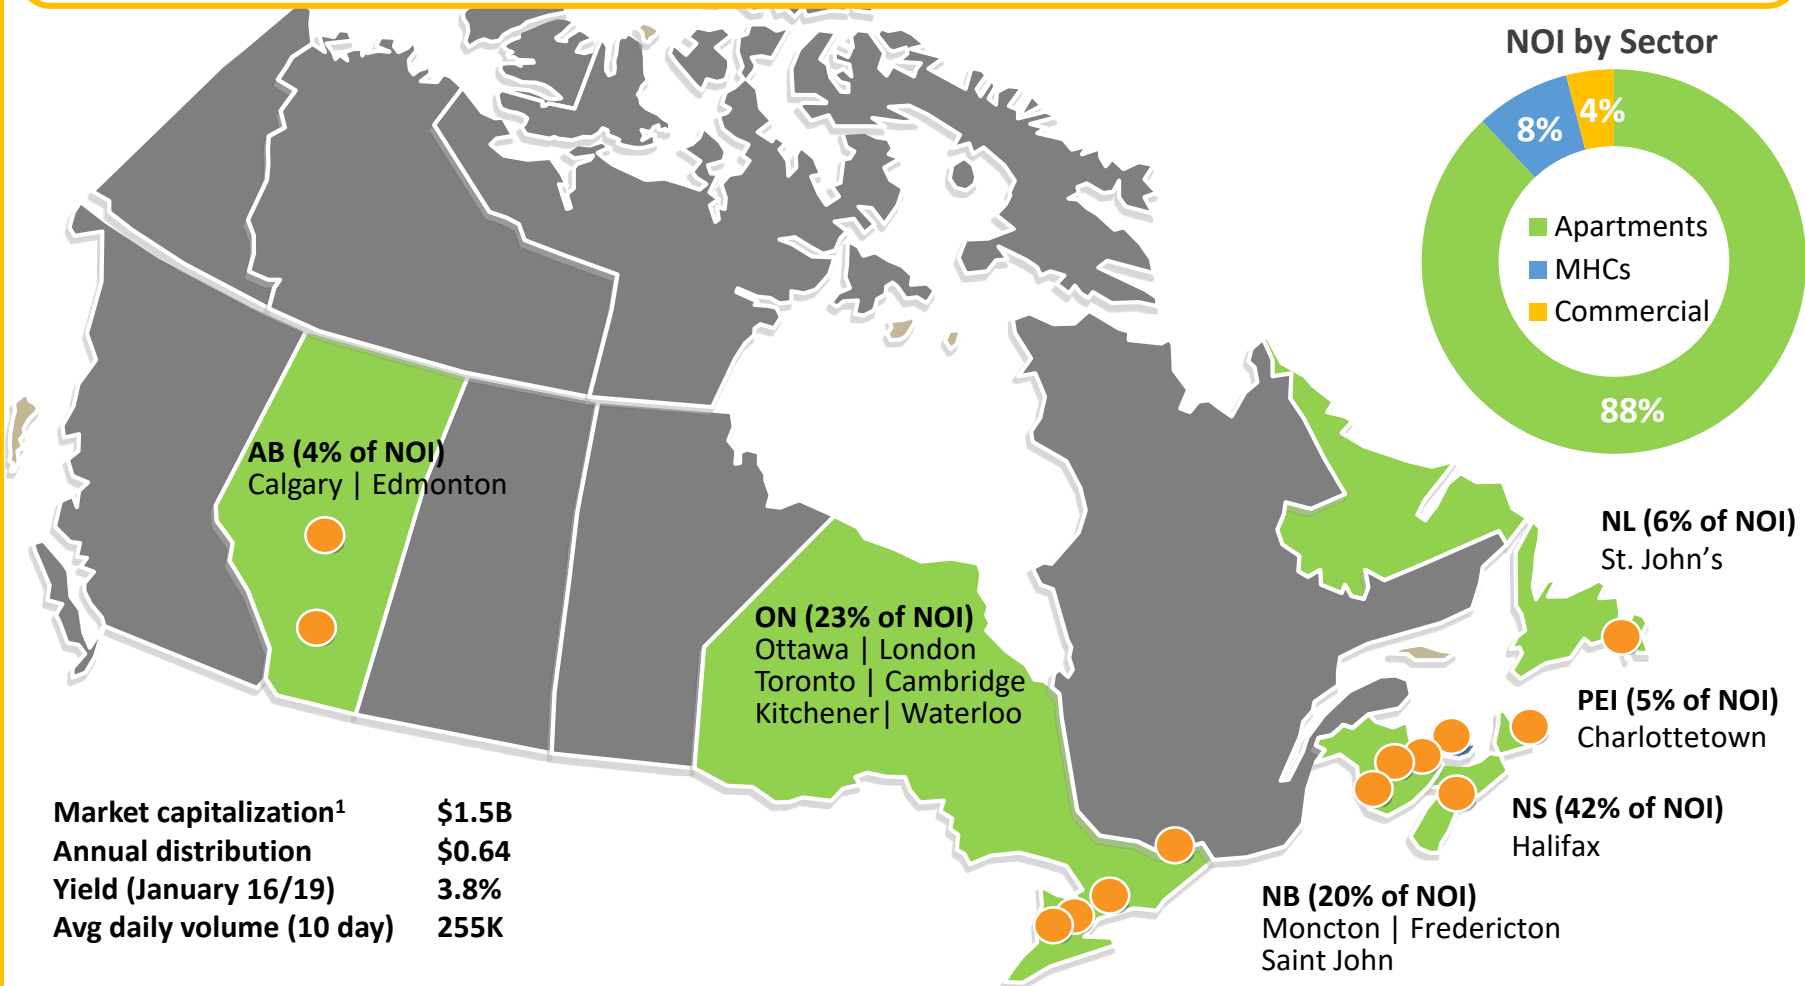 NOI by Sector
4%
8%
Apartments
MHCs
Commercial
88%
AB (4% of NOI)
Calgary | Edmonton
NL (6% of NOI)
St. John’s
ON (23% of NOI)
Ottawa | London
Toronto | Cambridge
Kitchener| Waterloo
PEI (5% of NOI)
Charlottetown
NS (42% of NOI)
Halifax
NB (20% of NOI)
Moncton | Fredericton
Saint John
Market capitalization¹ $1.5B
Annual distribution $0.64
Yield (January 16/19) 3.8%
Avg daily volume (10 day) 255K